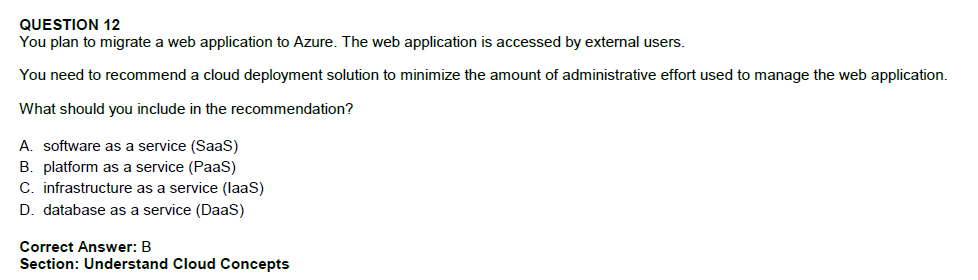 QUESTION 12
You plan to migrate a web application to Azure. The web application is accessed by external users.
You need to recommend a cloud deployment solution to minimize the amount of administrative effort used to manage the web application.
What should you include in the recommendation?
A. software as a service (SaaS)
B. platform as a service (PaaS)
C. infrastructure as a service (IaaS)
D. database as a service (DaaS)
Correct Answer: B
Section: Understand Cloud Concepts